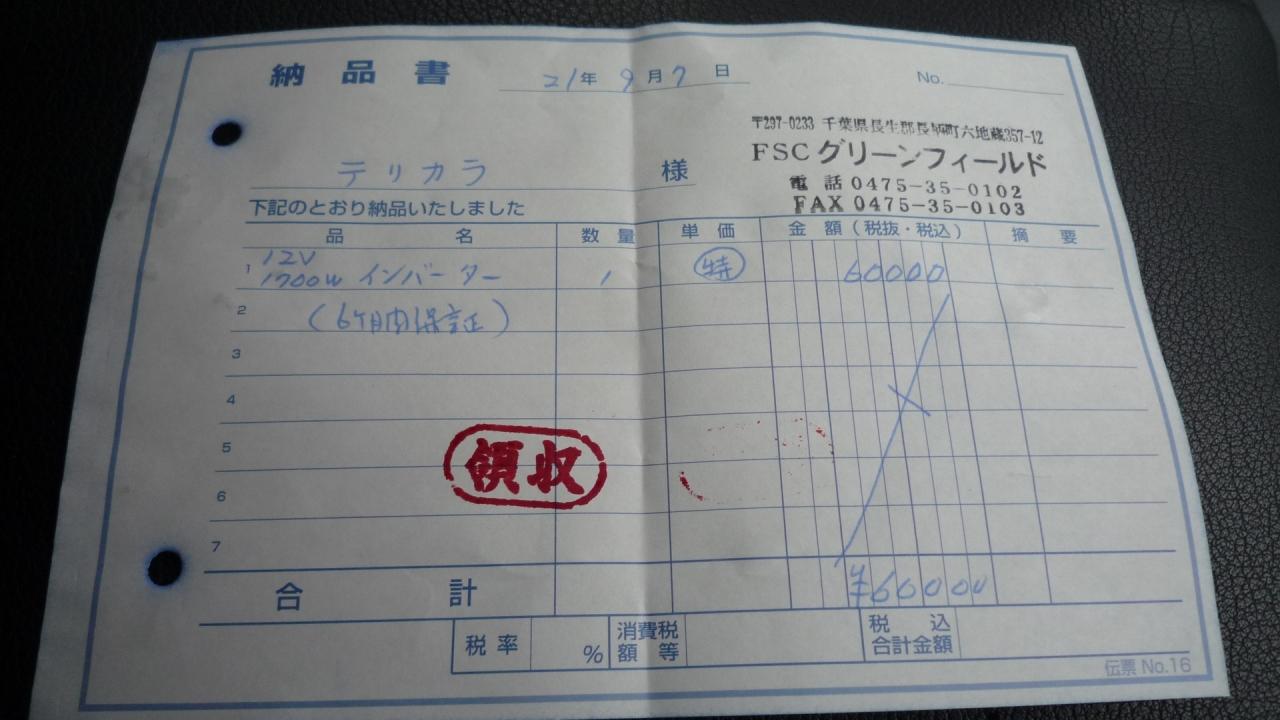 納品書 21年9月7日 No.
〒297-0233 千葉県長生郡長柄町六地蔵357-12
FSCグリーンフィールド
電話 0475-35-0102
FAX 0475-35-0103
テリカラ 様
下記のとおり納品いたしました
品名 数量 単価 金額(税抜・税込) 摘要
1 12V
1700W インバーター 1 特 60000
2 (6ケ月内保証)
3
4
5
領収
6
7
合計 ¥60000
税率 % 消費税額等 税込合計金額
伝票 No.16